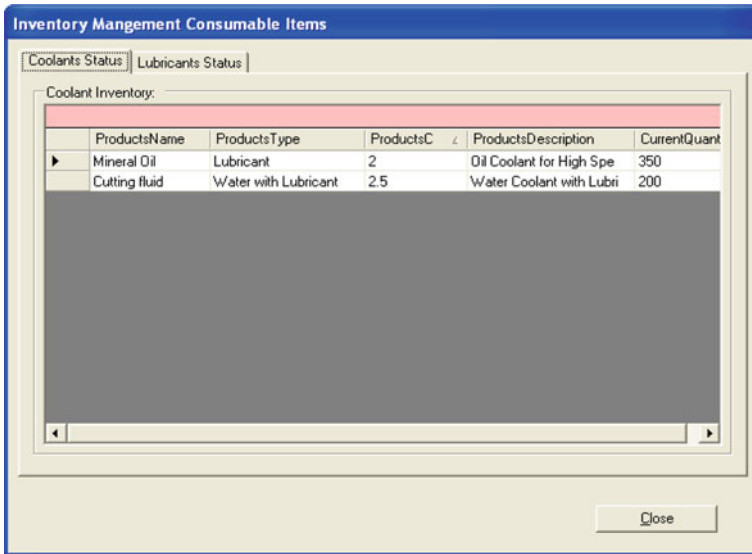 Inventory Mangement Consumable Items
Coolants Status Lubricants Status
Coolant Inventory:
ProductsName ProductsType ProductsC ProductsDescription CurrentQuant
Mineral Oil Lubricant 2 Oil Coolant for High Spe 350
Cutting fluid Water with Lubricant 2.5 Water Coolant with Lubri 200
Close